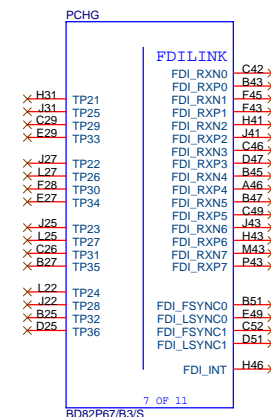 PCHG
FDILINK
H31 TP21
J31 TP25
C29 TP29
E29 TP33
J27 TP22
L27 TP26
F28 TP30
E27 TP34
J25 TP23
L25 TP27
C26 TP31
B27 TP35
L22 TP24
J22 TP28
B25 TP32
D25 TP36
FDI_RXN0 C42
FDI_RXP0 B43
FDI_RXN1 F45
FDI_RXP1 F43
FDI_RXN2 H41
FDI_RXP2 J41
FDI_RXN3 C46
FDI_RXP3 D47
FDI_RXN4 B45
FDI_RXP4 A46
FDI_RXN5 B47
FDI_RXP5 C49
FDI_RXN6 J43
FDI_RXP6 H43
FDI_RXN7 M43
FDI_RXP7 P43
FDI_FSYNC0 B51
FDI_LSYNC0 E49
FDI_FSYNC1 C52
FDI_LSYNC1 D51
FDI_INT H46
7 OF 11
BD82P67/B3/S